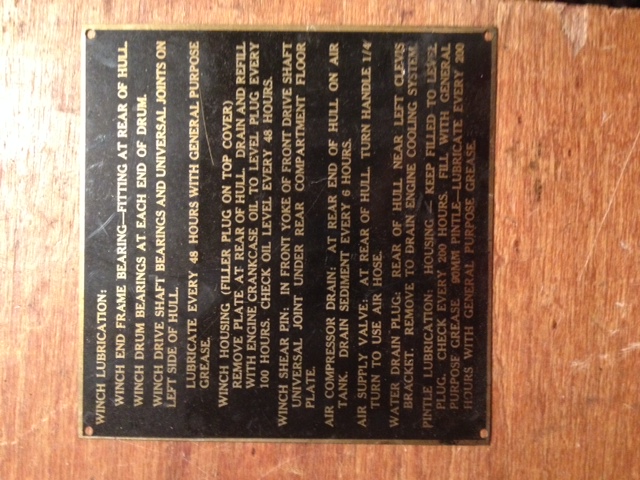 WINCH LUBRICATION:
WINCH END FRAME BEARING—FITTING AT REAR OF HULL.
WINCH DRUM BEARINGS AT EACH END OF DRUM.
WINCH DRIVE SHAFT BEARINGS AND UNIVERSAL JOINTS ON
LEFT SIDE OF HULL.
LUBRICATE EVERY 48 HOURS WITH GENERAL PURPOSE
GREASE.
WINCH HOUSING (FILLER PLUG ON TOP COVER)
REMOVE PLATE AT REAR OF HULL. DRAIN AND REFILL
WITH ENGINE CRANKCASE OIL TO LEVEL PLUG EVERY
100 HOURS. CHECK OIL LEVEL EVERY 48 HOURS.
WINCH SHEAR PIN: IN FRONT YOKE OF FRONT DRIVE SHAFT
UNIVERSAL JOINT UNDER REAR COMPARTMENT FLOOR
PLATE.
AIR COMPRESSOR DRAIN: AT REAR END OF HULL ON AIR
TANK. DRAIN SEDIMENT EVERY 6 HOURS.
AIR SUPPLY VALVE: AT REAR OF HULL. TURN HANDLE 1/4
TURN TO USE AIR HOSE.
WATER DRAIN PLUG: REAR OF HULL NEAR LEFT CLEVIS
BRACKET. REMOVE TO DRAIN ENGINE COOLING SYSTEM.
PINTLE LUBRICATION: HOUSING — KEEP FILLED TO LEVEL
PLUG. CHECK EVERY 200 HOURS. FILL WITH GENERAL
PURPOSE GREASE. 90MM PINTLE—LUBRICATE EVERY 200
HOURS WITH GENERAL PURPOSE GREASE.